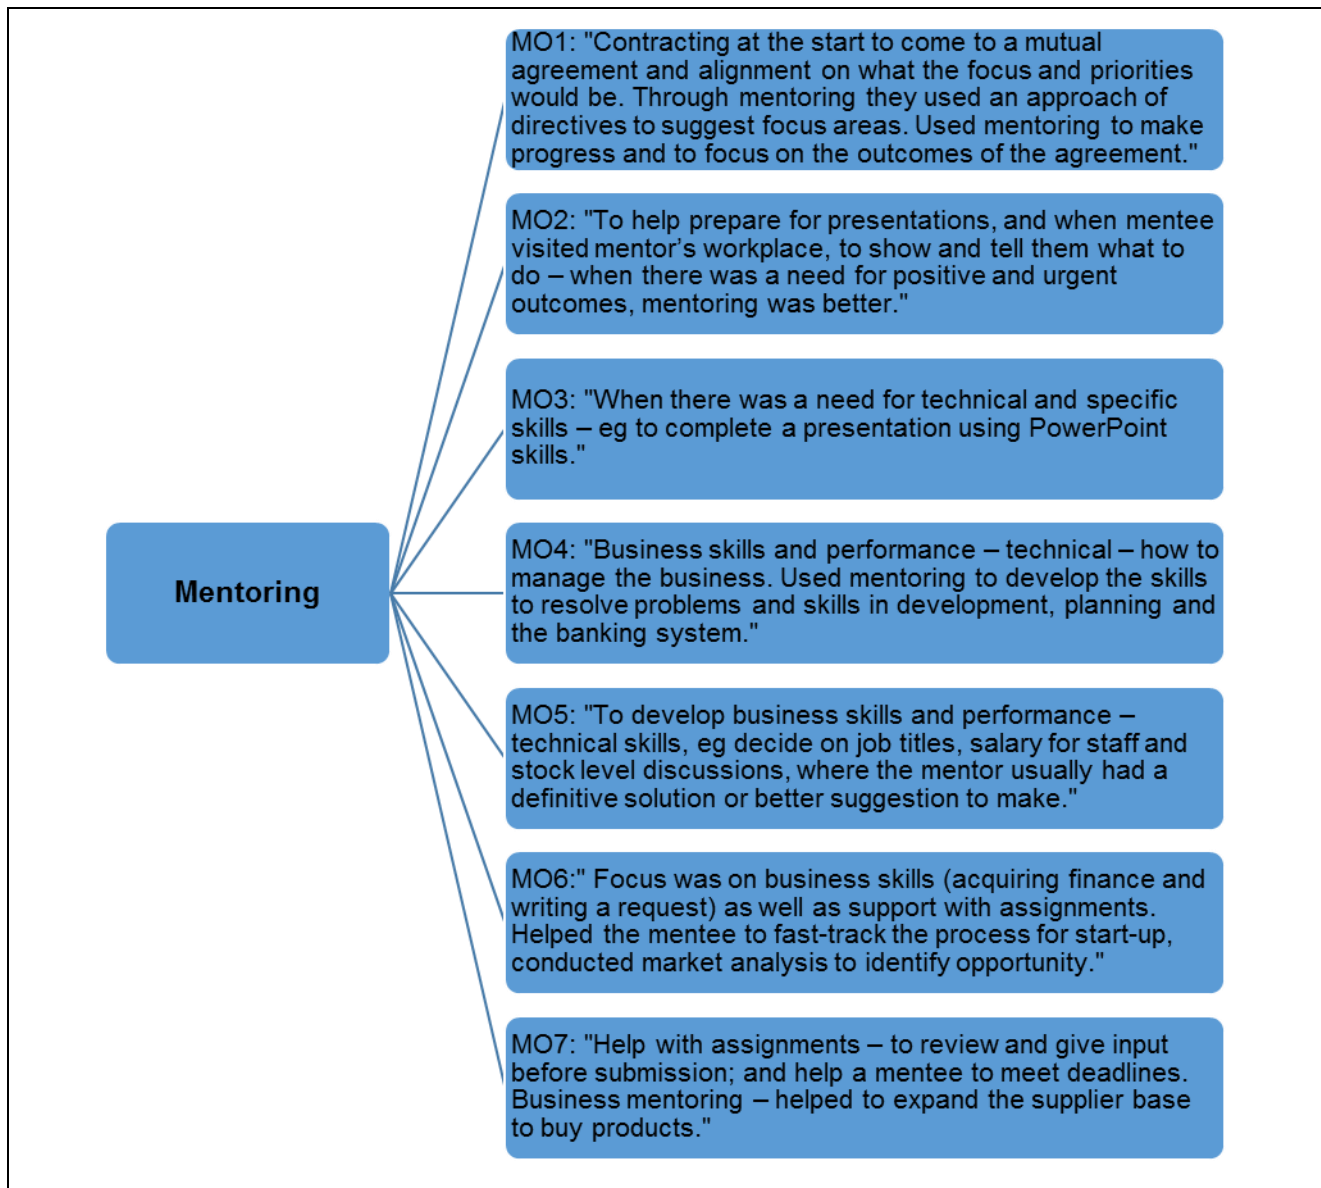 MO1: "Contracting at the start to come to a mutual
agreement and alignment on what the focus and priorities
would be. Through mentoring they used an approach of
directives to suggest focus areas. Used mentoring to make
progress and to focus on the outcomes of the agreement."
MO2: "To help prepare for presentations, and when mentee
visited mentor’s workplace, to show and tell them what to
do – when there was a need for positive and urgent
outcomes, mentoring was better."
MO3: "When there was a need for technical and specific
skills – eg to complete a presentation using PowerPoint
skills."
Mentoring
MO4: "Business skills and performance – technical – how to
manage the business. Used mentoring to develop the skills
to resolve problems and skills in development, planning and
the banking system."
MO5: "To develop business skills and performance –
technical skills, eg decide on job titles, salary for staff and
stock level discussions, where the mentor usually had a
definitive solution or better suggestion to make."
MO6:" Focus was on business skills (acquiring finance and
writing a request) as well as support with assignments.
Helped the mentee to fast-track the process for start-up,
conducted market analysis to identify opportunity."
MO7: "Help with assignments – to review and give input
before submission; and help a mentee to meet deadlines.
Business mentoring – helped to expand the supplier base
to buy products."